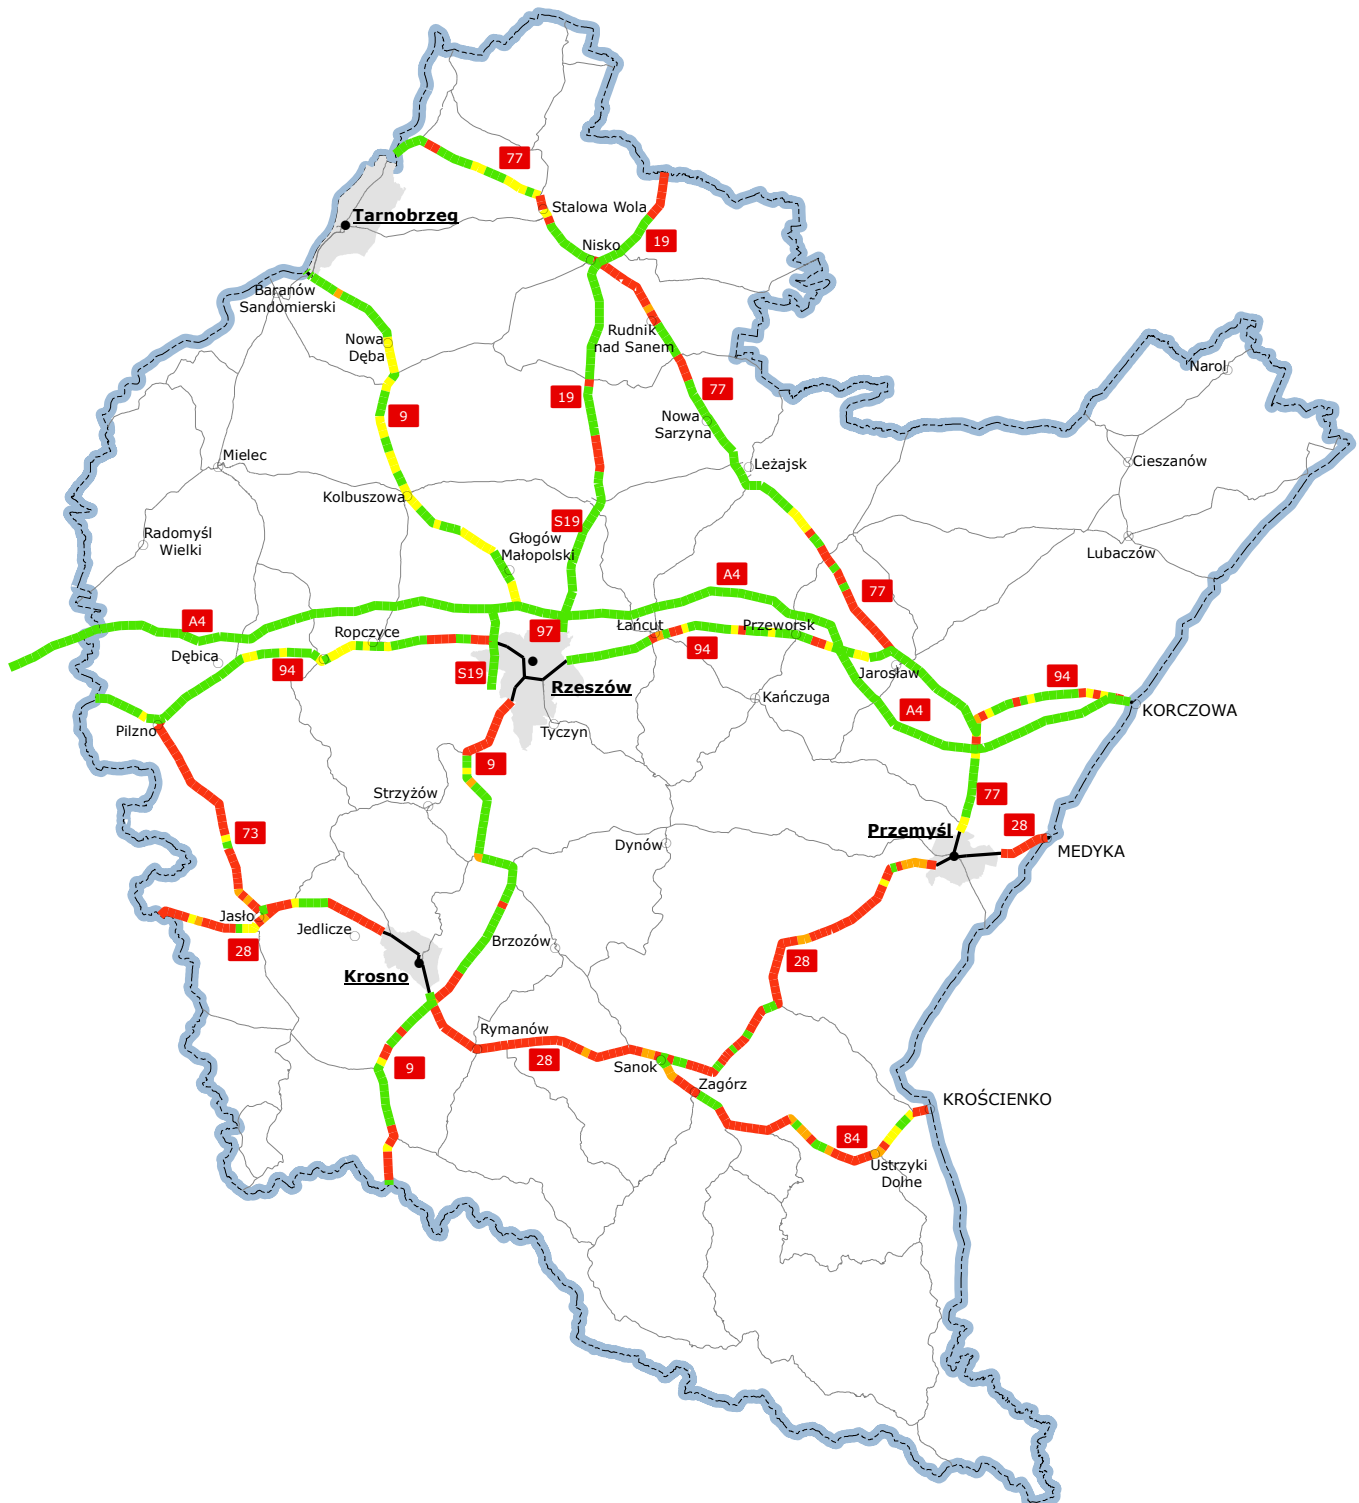 77
Stalowa Wola
Tarnobrzeg
19
Nisko
Baranów
Sandomierski
Rudnik
nad Sanem
Nowa
Dęba
Narol
77
19
9
Nowa
Sarzyna
Mielec
Leżajsk
Cieszanów
Kolbuszowa
S19
Radomyśl
Wielki
Głogów
Małopolski
Lubaczów
A4
77
A4
Ropczyce
97
Łańcut
Przeworsk
94
Dębica
94
S19
Rzeszów
Jarosław
94
Kańczuga
A4
KORCZOWA
Pilzno
Tyczyn
9
Strzyżów
77
73
Przemyśl
28
Dynów
MEDYKA
Jasło
Jedlicze
28
Brzozów
28
Krosno
Rymanów
28
9
Sanok
Zagórz
KROŚCIENKO
84
Ustrzyki
Dolne